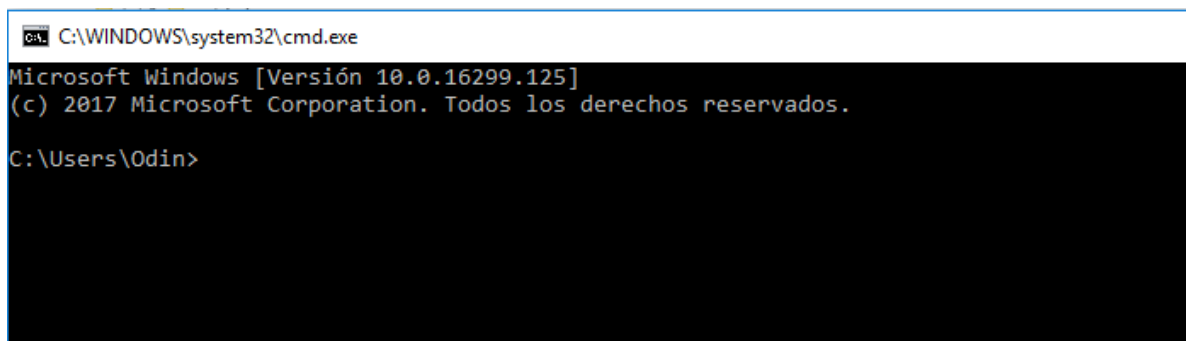 C:\WINDOWS\system32\cmd.exe
Microsoft Windows [Versión 10.0.16299.125]
(c) 2017 Microsoft Corporation. Todos los derechos reservados.
C:\Users\Odin>